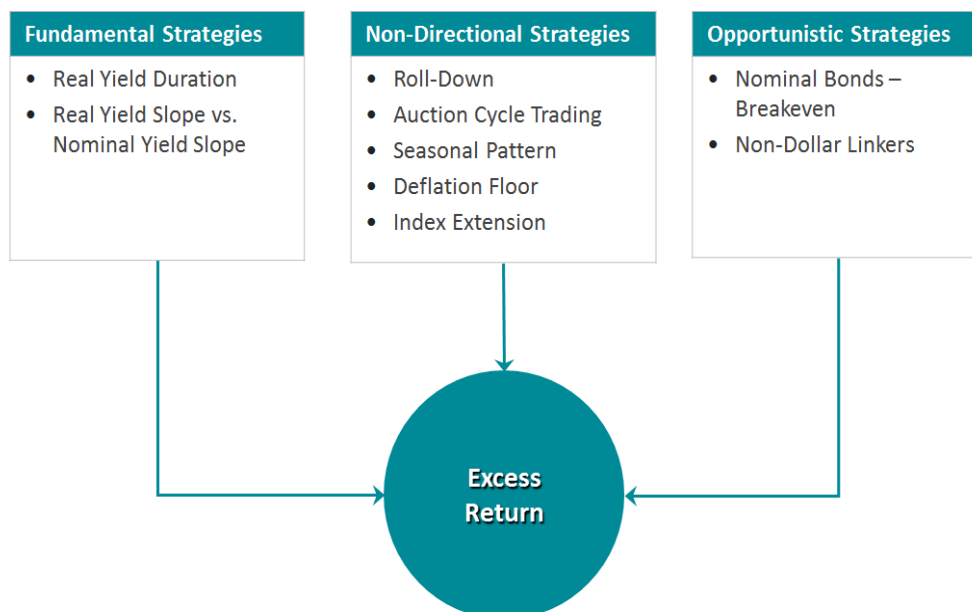 Fundamental Strategies
• Real Yield Duration
• Real Yield Slope vs.
Nominal Yield Slope
Non-Directional Strategies
• Roll-Down
• Auction Cycle Trading
• Seasonal Pattern
• Deflation Floor
• Index Extension
Opportunistic Strategies
• Nominal Bonds –
Breakeven
• Non-Dollar Linkers
Excess
Return